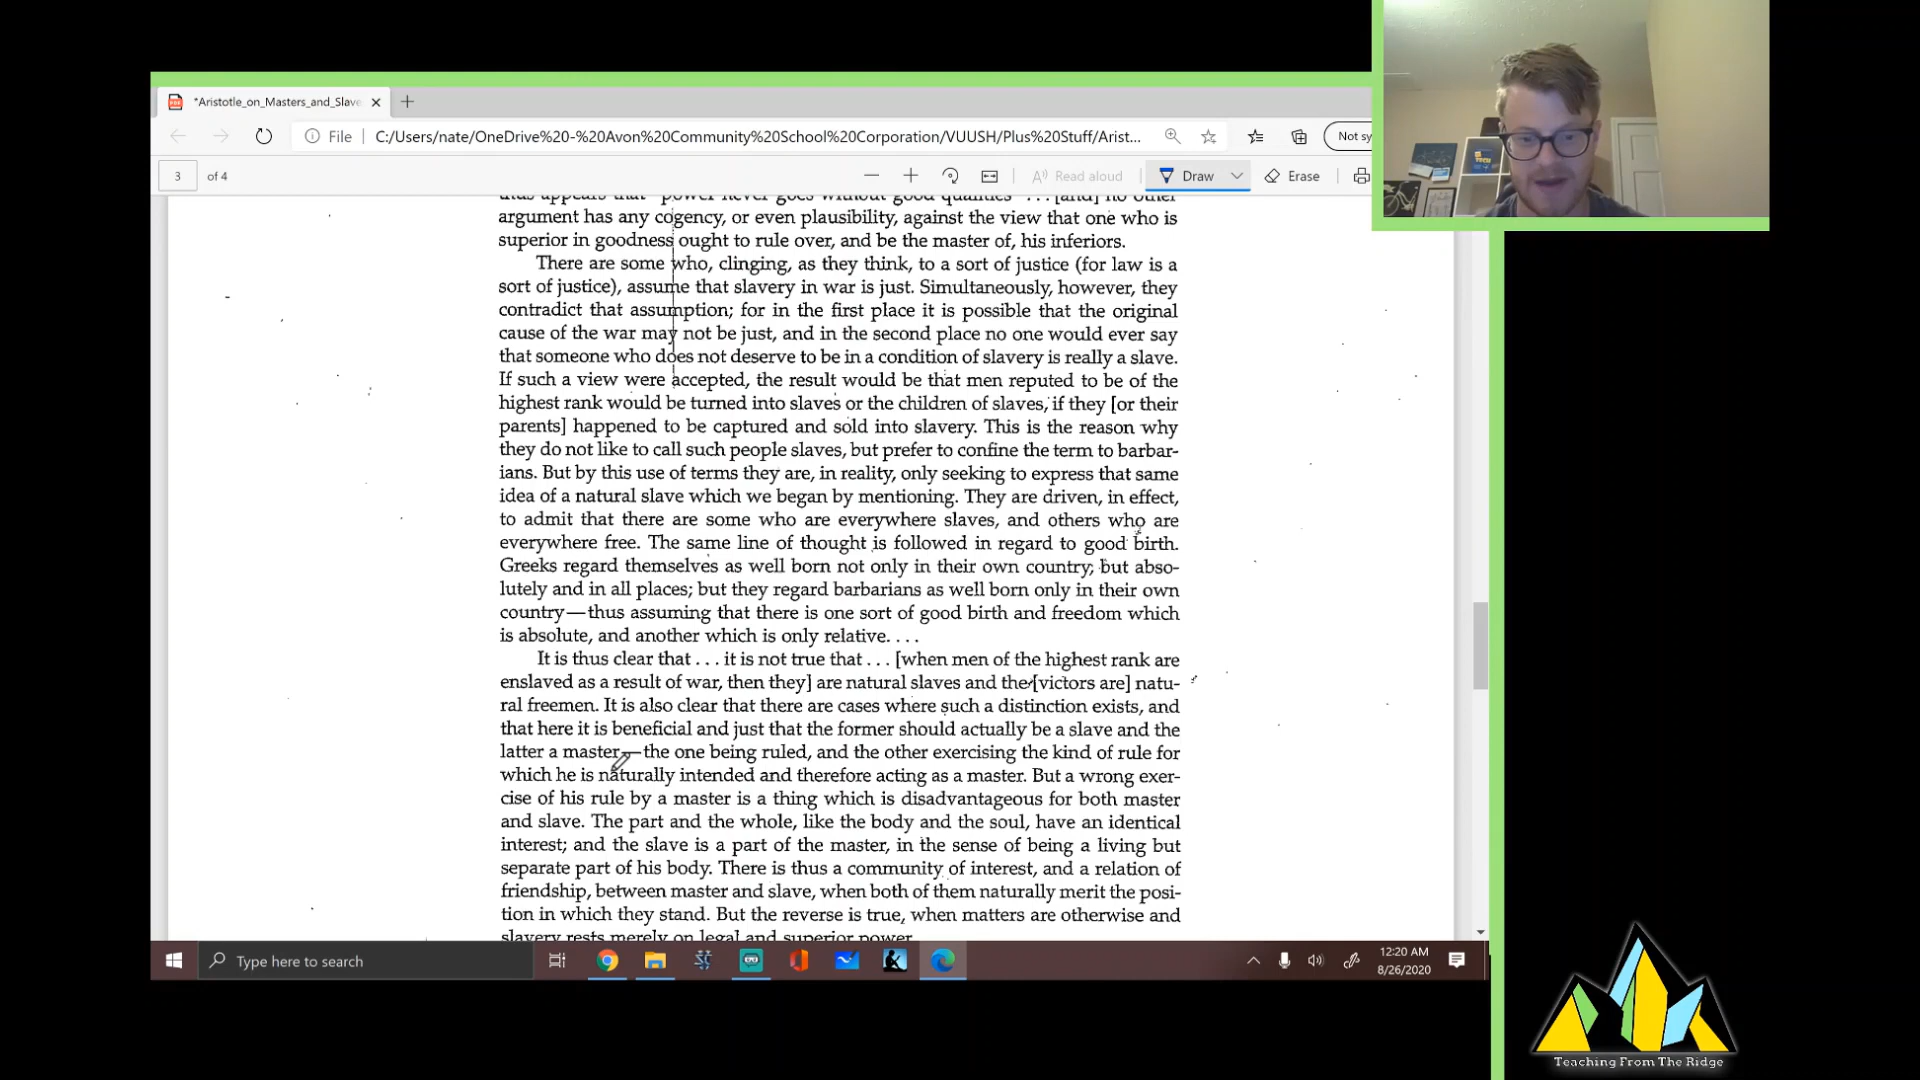 *Aristotle_on_Masters_and_Slave
File C:/Users/nate/OneDrive%20-%20Avon%20Community%20School%20Corporation/VUUSH/Plus%20Stuff/Arist... Not sy
3 of 4 Read aloud Draw Erase
thus appears that "power never goes without good qualities" . . . [and] no other
argument has any cogency, or even plausibility, against the view that one who is
superior in goodness ought to rule over, and be the master of, his inferiors.
There are some who, clinging, as they think, to a sort of justice (for law is a
sort of justice), assume that slavery in war is just. Simultaneously, however, they
contradict that assumption; for in the first place it is possible that the original
cause of the war may not be just, and in the second place no one would ever say
that someone who does not deserve to be in a condition of slavery is really a slave.
If such a view were accepted, the result would be that men reputed to be of the
highest rank would be turned into slaves or the children of slaves, if they [or their
parents] happened to be captured and sold into slavery. This is the reason why
they do not like to call such people slaves, but prefer to confine the term to barbar-
ians. But by this use of terms they are, in reality, only seeking to express that same
idea of a natural slave which we began by mentioning. They are driven, in effect,
to admit that there are some who are everywhere slaves, and others who are
everywhere free. The same line of thought is followed in regard to good birth.
Greeks regard themselves as well born not only in their own country, but abso-
lutely and in all places; but they regard barbarians as well born only in their own
country—thus assuming that there is one sort of good birth and freedom which
is absolute, and another which is only relative. . . .
It is thus clear that . . . it is not true that . . . [when men of the highest rank are
enslaved as a result of war, then they] are natural slaves and the [victors are] natu-
ral freemen. It is also clear that there are cases where such a distinction exists, and
that here it is beneficial and just that the former should actually be a slave and the
latter a master—the one being ruled, and the other exercising the kind of rule for
which he is naturally intended and therefore acting as a master. But a wrong exer-
cise of his rule by a master is a thing which is disadvantageous for both master
and slave. The part and the whole, like the body and the soul, have an identical
interest; and the slave is a part of the master, in the sense of being a living but
separate part of his body. There is thus a community of interest, and a relation of
friendship, between master and slave, when both of them naturally merit the posi-
tion in which they stand. But the reverse is true, when matters are otherwise and
slavery rests merely on legal and superior power.
Type here to search
12:20 AM
8/26/2020
Teaching From The Ridge